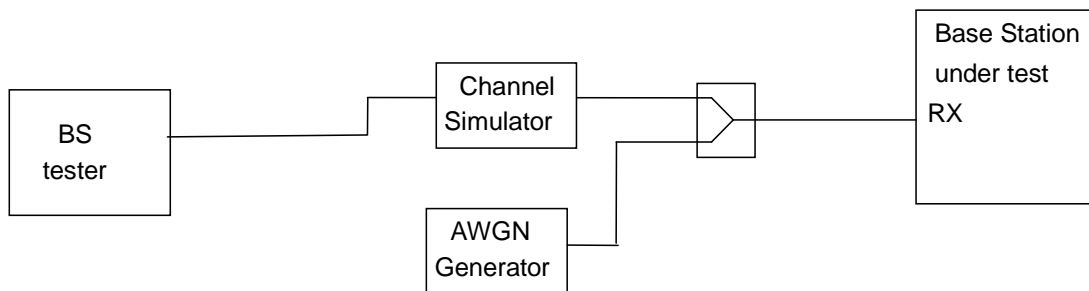 BS
tester
Channel
Simulator
AWGN
Generator
Base Station
under test
RX